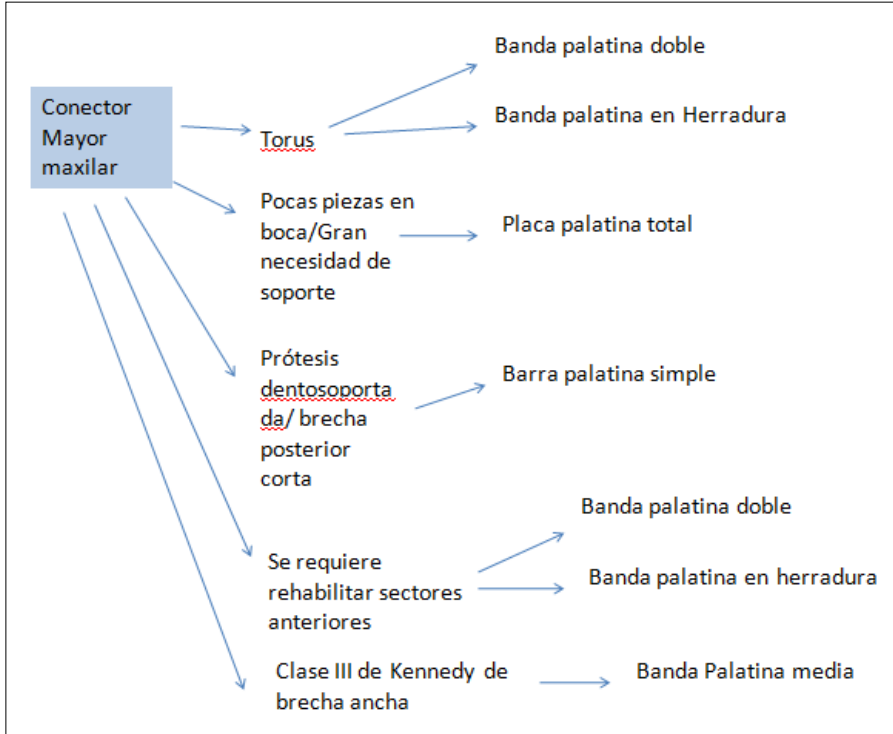 Conector
Mayor
maxilar
Torus
Banda palatina doble
Banda palatina en Herradura
Pocas piezas en
boca/Gran
necesidad de
soporte
Placa palatina total
Prótesis
dentosoporta
da/ brecha
posterior
corta
Barra palatina simple
Se requiere
rehabilitar sectores
anteriores
Banda palatina doble
Banda palatina en herradura
Clase III de Kennedy de
brecha ancha
Banda Palatina media